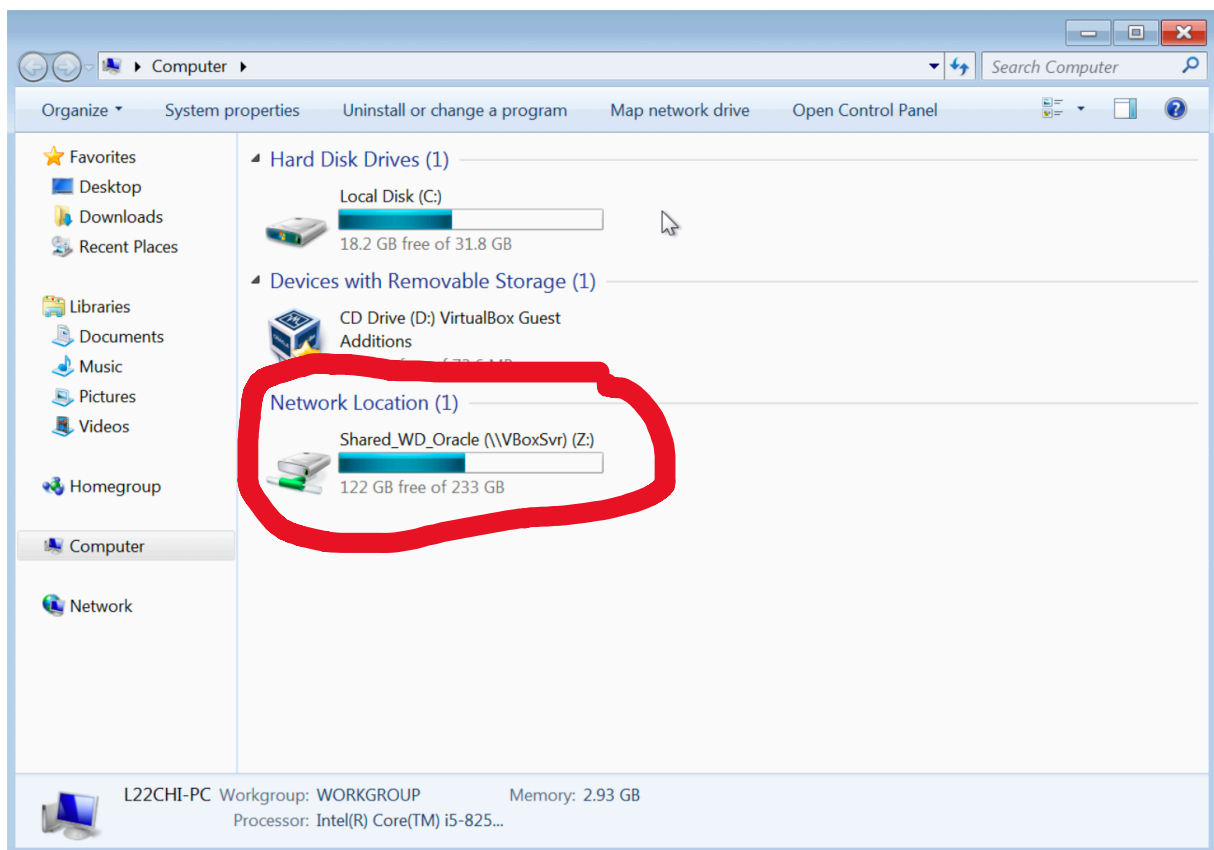 Computer
Search Computer
Organize System properties Uninstall or change a program Map network drive Open Control Panel
Favorites
Desktop
Downloads
Recent Places
Libraries
Documents
Music
Pictures
Videos
Homegroup
Computer
Network
Hard Disk Drives (1)
Local Disk (C:)
18.2 GB free of 31.8 GB
Devices with Removable Storage (1)
CD Drive (D:) VirtualBox Guest
Additions
Network Location (1)
Shared_WD_Oracle (\\VBoxSvr) (Z:)
122 GB free of 233 GB
L22CHI-PC Workgroup: WORKGROUP Memory: 2.93 GB
Processor: Intel(R) Core(TM) i5-825...